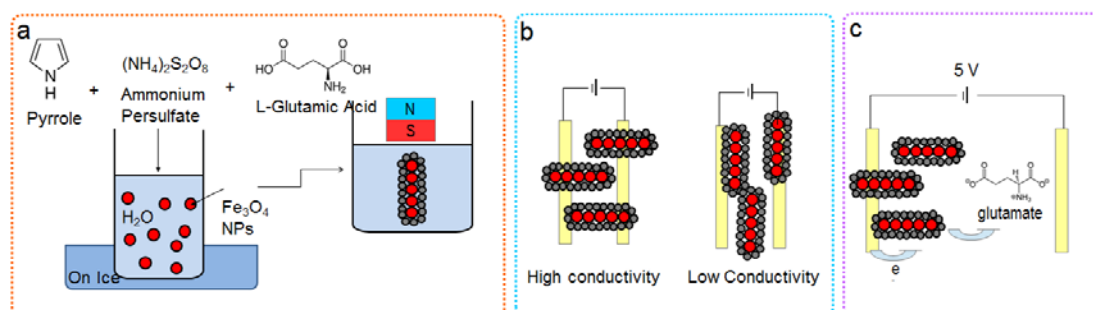 a
Pyrrole
N
H
+
(NH4)2S2O8
Ammonium
Persulfate
+
O
O
HO
OH
NH2
L-Glutamic Acid
N
S
H2O
Fe3O4
NPs
On Ice
b
High conductivity
Low Conductivity
c
5 V
glutamate
e